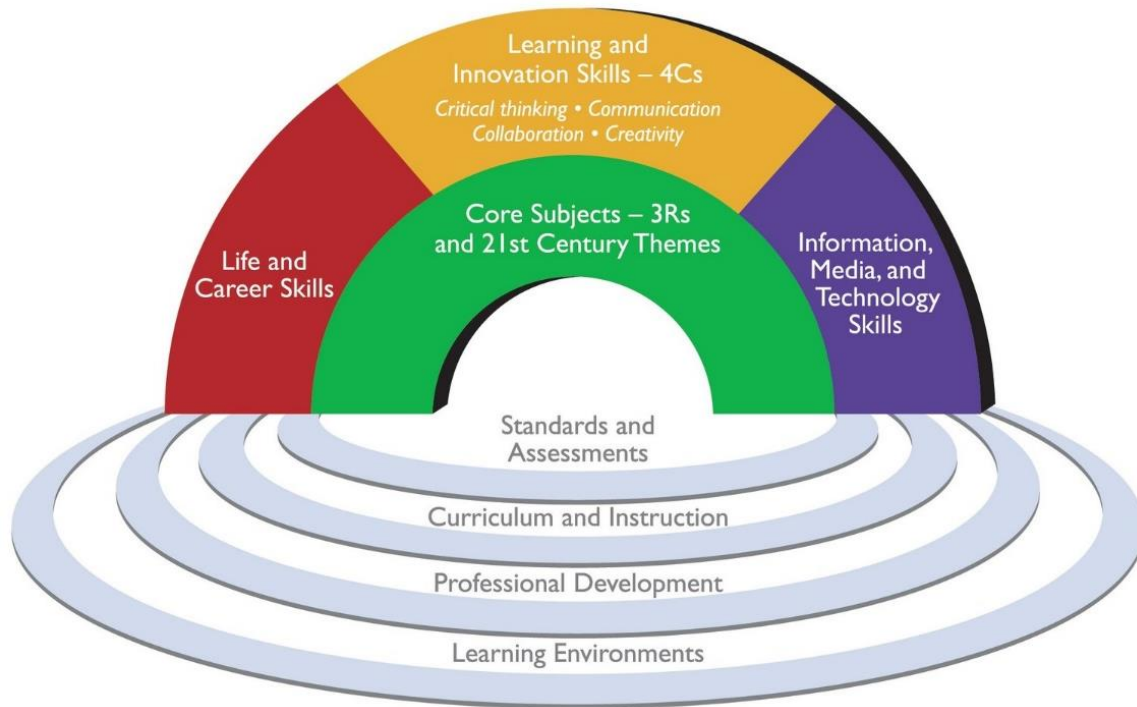 Learning and
Innovation Skills – 4Cs
Critical thinking • Communication
Collaboration • Creativity
Core Subjects – 3Rs
and 21st Century Themes
Life and
Career Skills
Information,
Media, and
Technology
Skills
Standards and
Assessments
Curriculum and Instruction
Professional Development
Learning Environments